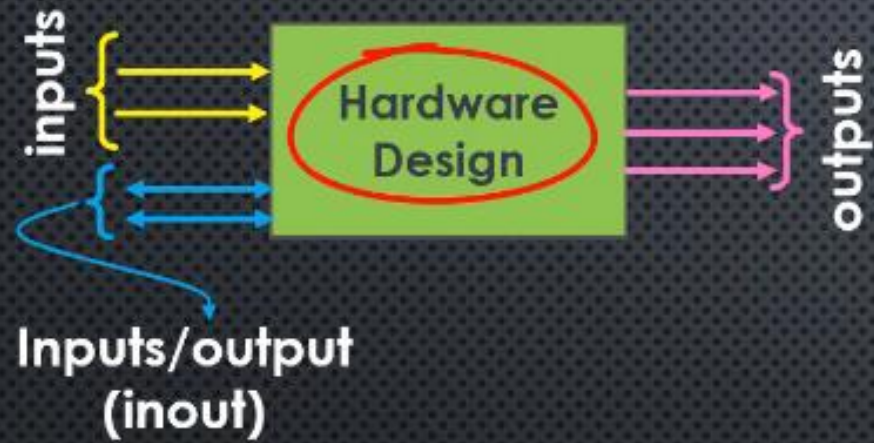 inputs
Hardware
Design
outputs
Inputs/output
(inout)